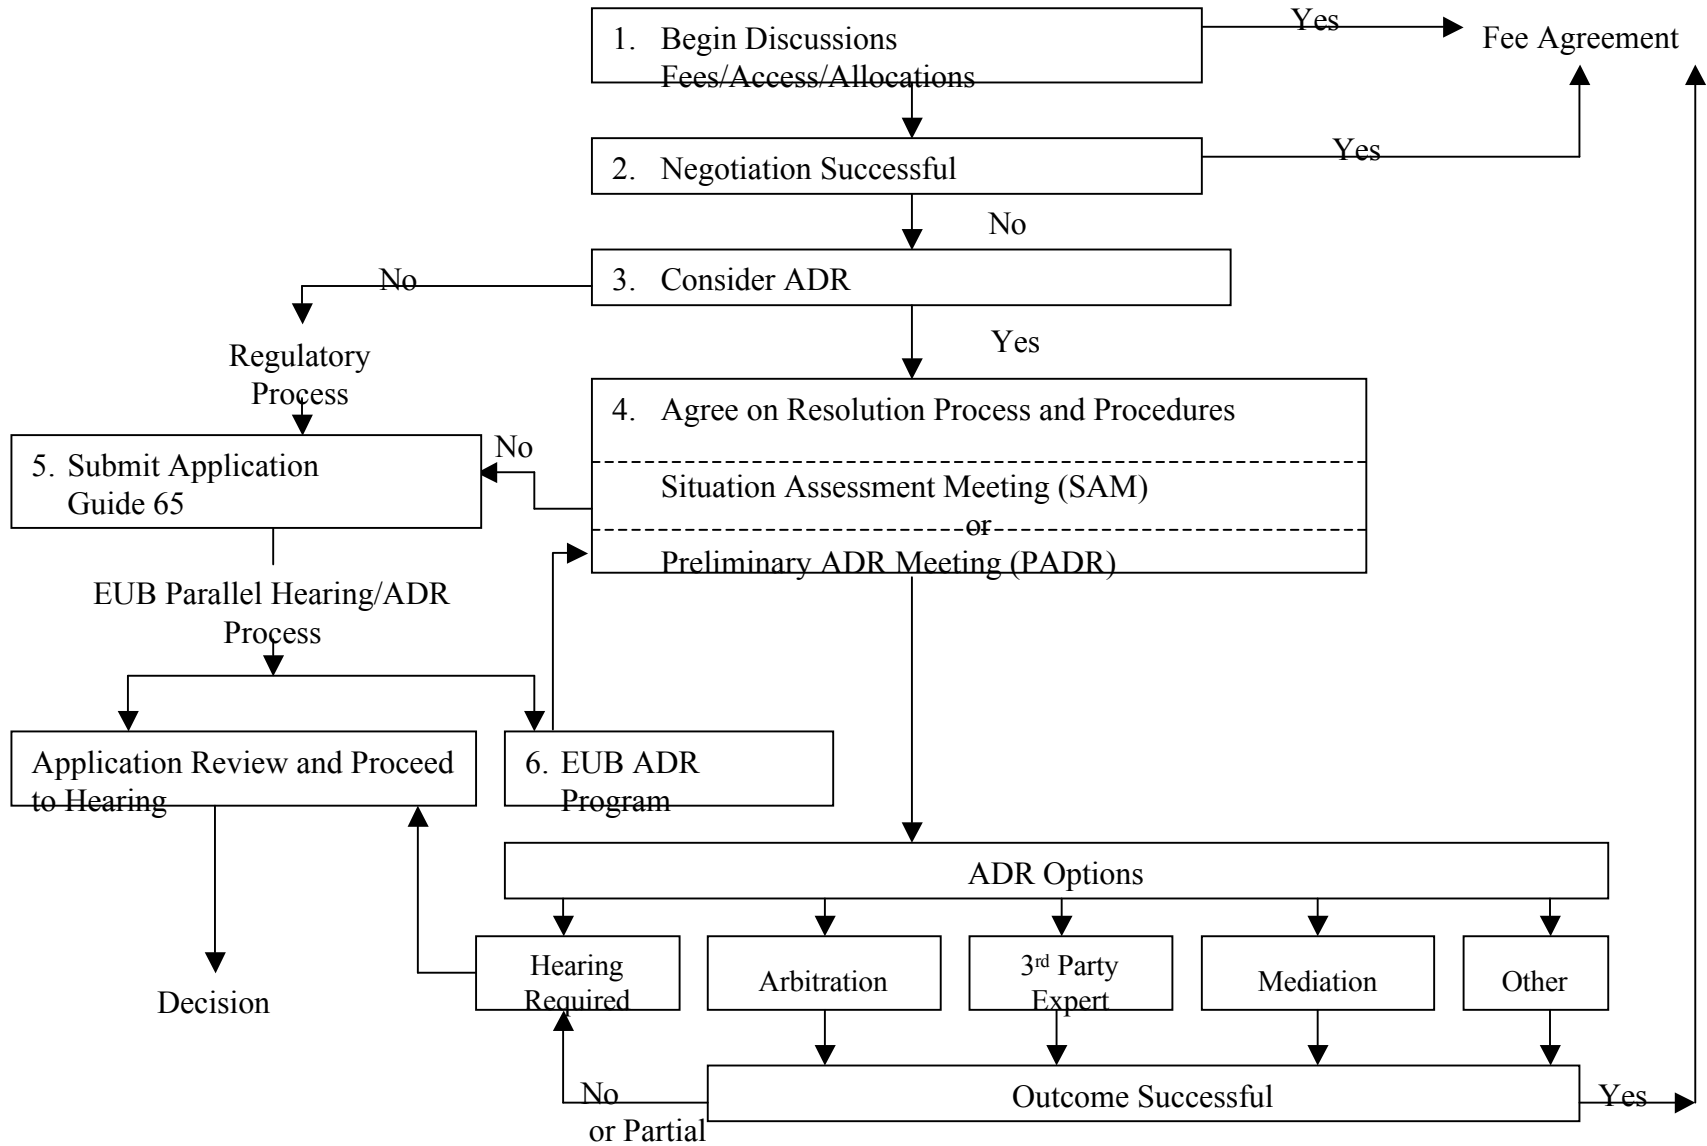 1. Begin Discussions
Fees/Access/Allocations
Yes
Fee Agreement
2. Negotiation Successful
Yes
No
3. Consider ADR
No
Yes
Regulatory
Process
4. Agree on Resolution Process and Procedures
Situation Assessment Meeting (SAM)
or
Preliminary ADR Meeting (PADR)
No
5. Submit Application
Guide 65
EUB Parallel Hearing/ADR
Process
Application Review and Proceed
to Hearing
6. EUB ADR
Program
Decision
ADR Options
Hearing
Required
Arbitration
3rd Party
Expert
Mediation
Other
No
or Partial
Outcome Successful
Yes